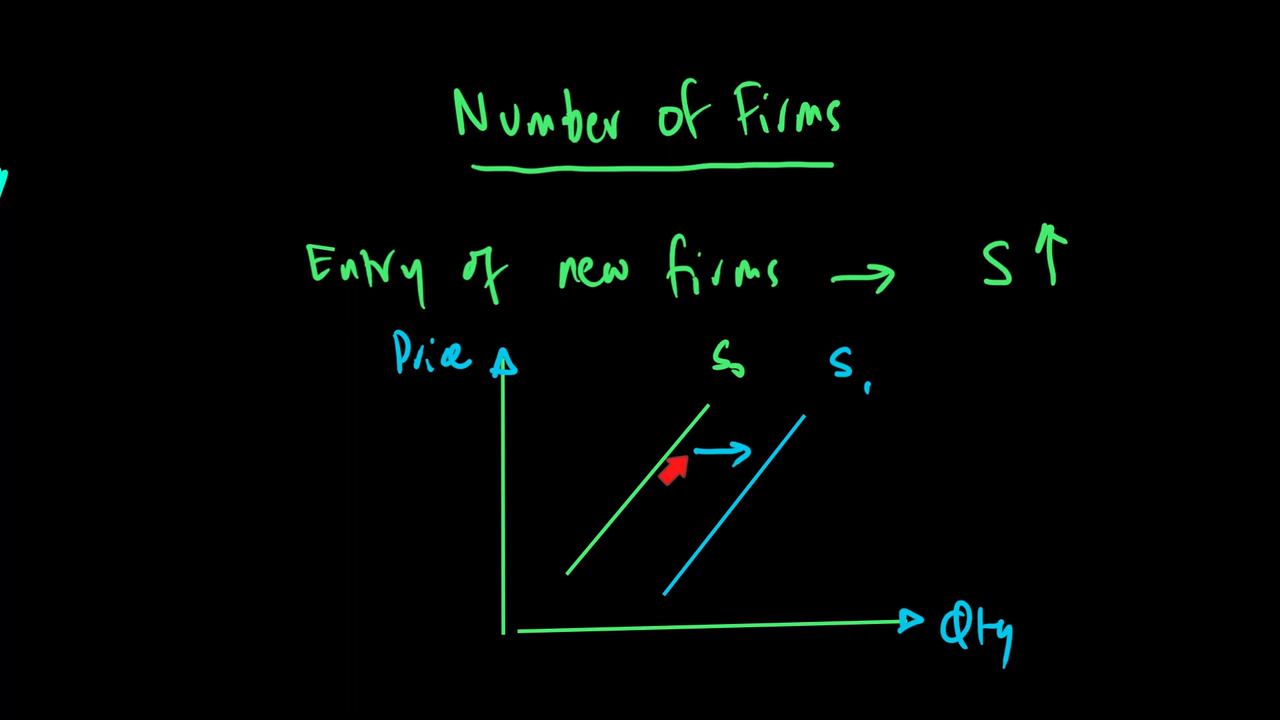 Number of Firms
Entry of new firms → S ↑
Price
S₀ S₁
Qty